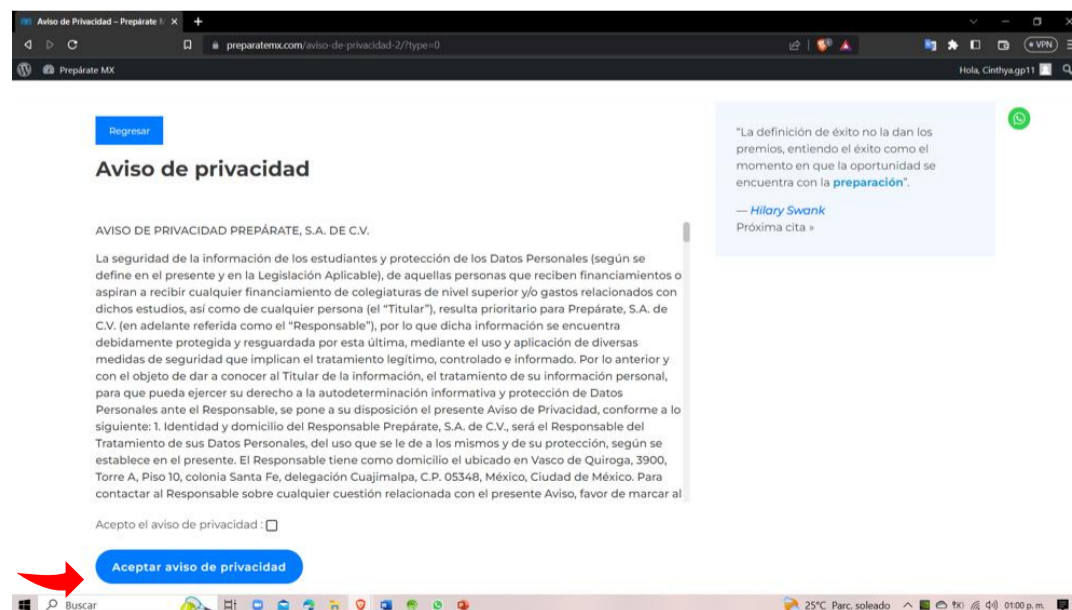 Aviso de Privacidad – Prepárate M
preparatemx.com/aviso-de-privacidad-2/?type=0
VPN
Prepárate MX
Hola, Cinthya.gp11
Regresar
Aviso de privacidad
AVISO DE PRIVACIDAD PREPÁRATE, S.A. DE C.V.
La seguridad de la información de los estudiantes y protección de los Datos Personales (según se
define en el presente y en la Legislación Aplicable), de aquellas personas que reciben financiamientos o
aspiran a recibir cualquier financiamiento de colegiaturas de nivel superior y/o gastos relacionados con
dichos estudios, así como de cualquier persona (el “Titular”), resulta prioritario para Prepárate, S.A. de
C.V. (en adelante referida como el “Responsable”), por lo que dicha información se encuentra
debidamente protegida y resguardada por esta última, mediante el uso y aplicación de diversas
medidas de seguridad que implican el tratamiento legítimo, controlado e informado. Por lo anterior y
con el objeto de dar a conocer al Titular de la información, el tratamiento de su información personal,
para que pueda ejercer su derecho a la autodeterminación informativa y protección de Datos
Personales ante el Responsable, se pone a su disposición el presente Aviso de Privacidad, conforme a lo
siguiente: 1. Identidad y domicilio del Responsable Prepárate, S.A. de C.V., será el Responsable del
Tratamiento de sus Datos Personales, del uso que se le de a los mismos y de su protección, según se
establece en el presente. El Responsable tiene como domicilio el ubicado en Vasco de Quiroga, 3900,
Torre A, Piso 10, colonia Santa Fe, delegación Cuajimalpa, C.P. 05348, México, Ciudad de México. Para
contactar al Responsable sobre cualquier cuestión relacionada con el presente Aviso, favor de marcar al
Acepto el aviso de privacidad :
Aceptar aviso de privacidad
“La definición de éxito no la dan los
premios, entiendo el éxito como el
momento en que la oportunidad se
encuentra con la preparación”.
— Hilary Swank
Próxima cita »
Buscar
25°C Parc. soleado
01:00 p. m.